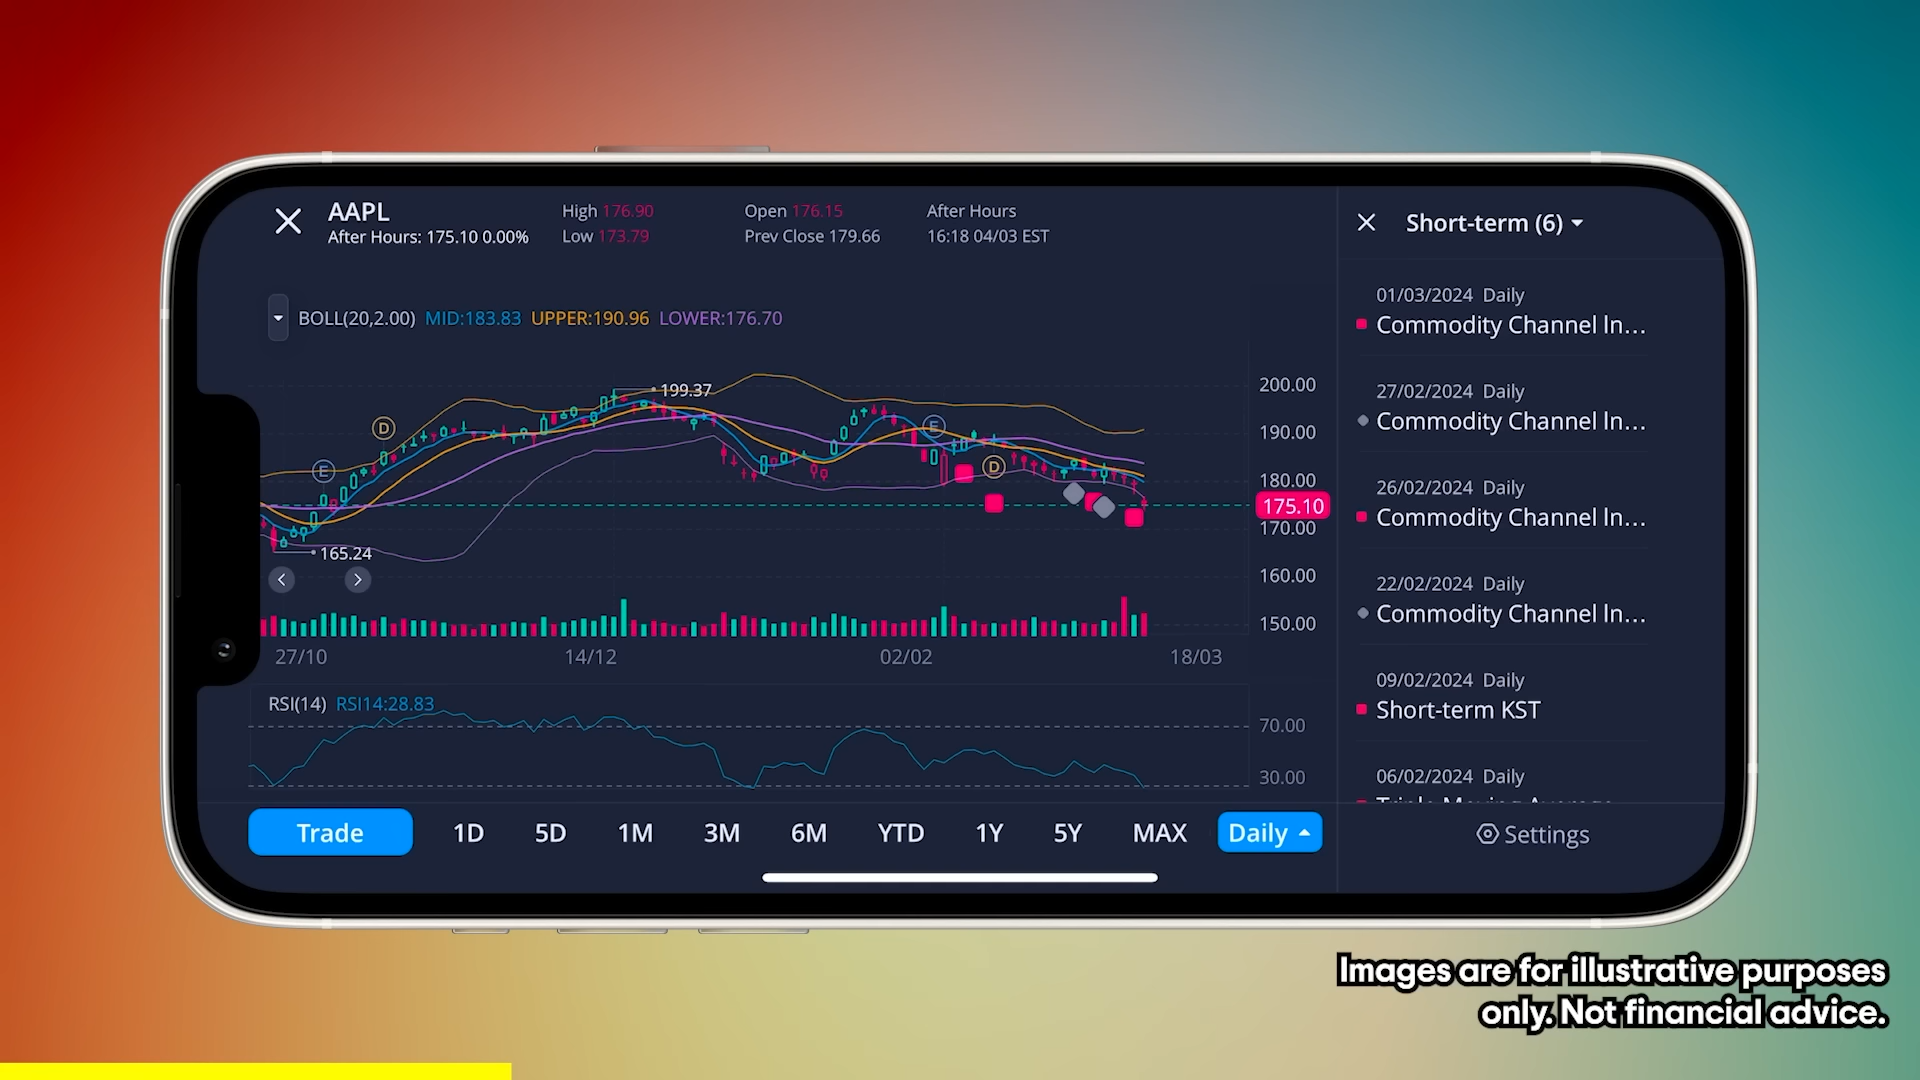 AAPL
After Hours: 175.10 0.00%
High 176.90
Low 173.79
Open 176.15
Prev Close 179.66
After Hours
16:18 04/03 EST
BOLL(20,2.00) MID:183.83 UPPER:190.96 LOWER:176.70
199.37
165.24
D
E
E
D
200.00
190.00
180.00
175.10
170.00
160.00
150.00
27/10
14/12
02/02
18/03
RSI(14) RSI14:28.83
70.00
30.00
Trade
1D
5D
1M
3M
6M
YTD
1Y
5Y
MAX
Daily
Short-term (6)
01/03/2024 Daily
Commodity Channel In...
27/02/2024 Daily
Commodity Channel In...
26/02/2024 Daily
Commodity Channel In...
22/02/2024 Daily
Commodity Channel In...
09/02/2024 Daily
Short-term KST
06/02/2024 Daily
Settings
Images are for illustrative purposes
only. Not financial advice.